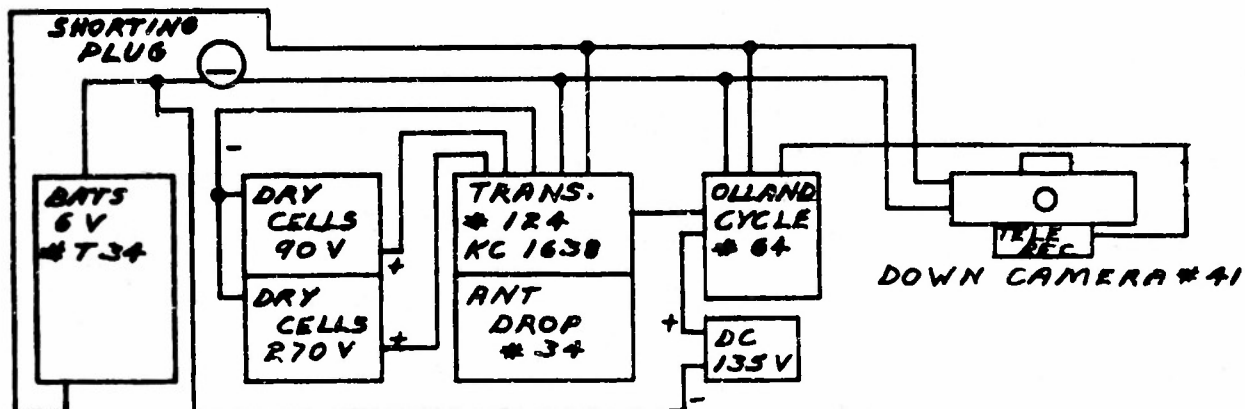 SHORTING
PLUG
BATS
6 V
# T34
-
DRY
CELLS
90 V
+
DRY
CELLS
270 V
+
TRANS.
# 124
KC 1638
ANT
DROP
# 34
OLLAND
CYCLE
# 64
+
DC
135 V
-
TELE
REC
DOWN CAMERA # 41